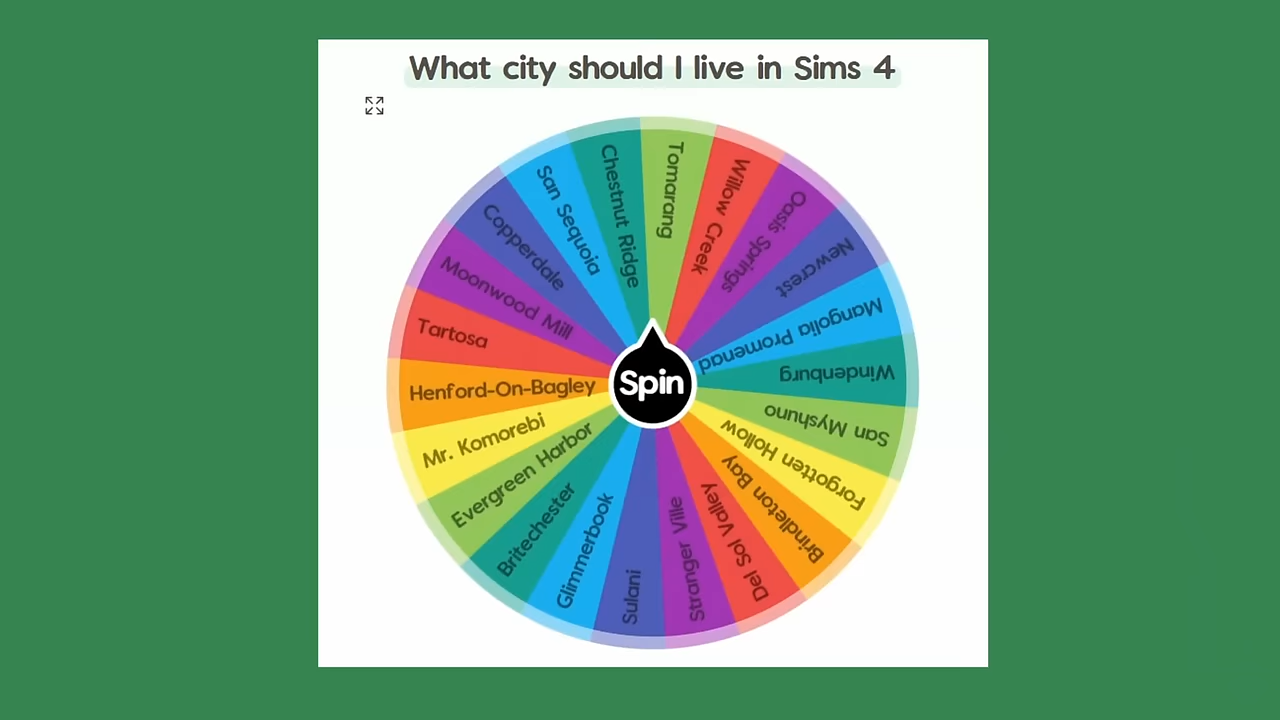 What city should I live in Sims 4
Tomarang
Willow Creek
Oasis Springs
Newcrest
Mangolia Promenad
Windenburg
San Myshuno
Forgotten Hollow
Brindleton Bay
Del Sol Valley
Stranger Ville
Sulani
Glimmerbook
Britechester
Evergreen Harbor
Mr. Komorebi
Henford-On-Bagley
Tartosa
Moonwood Mill
Copperdale
San Sequoia
Chestnut Ridge
Spin